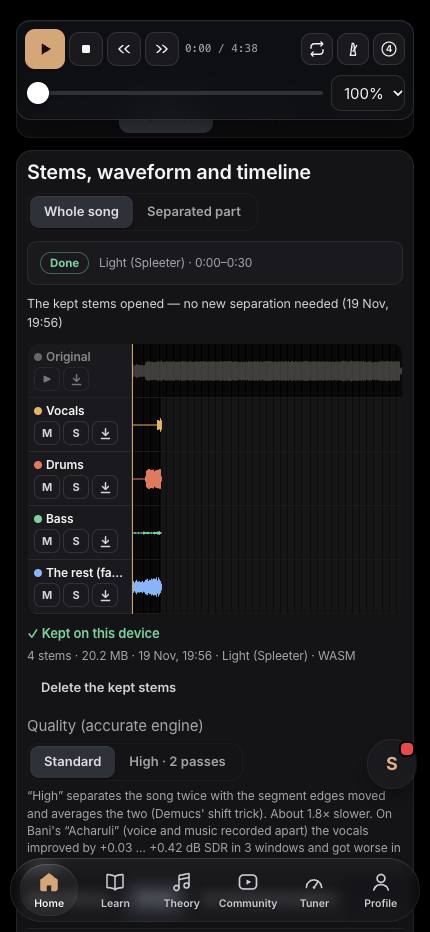 0:00 / 4:38
4
100%
Stems, waveform and timeline
Whole song
Separated part
Done
Light (Spleeter) · 0:00–0:30
The kept stems opened — no new separation needed (19 Nov,
19:56)
Original
Vocals
M S
Drums
M S
Bass
M S
The rest (fa...
M S
✓ Kept on this device
4 stems · 20.2 MB · 19 Nov, 19:56 · Light (Spleeter) · WASM
Delete the kept stems
Quality (accurate engine)
Standard
High · 2 passes
S
“High” separates the song twice with the segment edges moved
and averages the two (Demucs’ shift trick). About 1.8× slower. On
Bani's “Acharuli” (voice and music recorded apart) the vocals
improved by +0.03 … +0.42 dB SDR in 3 windows and got worse in
Home
Learn
Theory
Community
Tuner
Profile